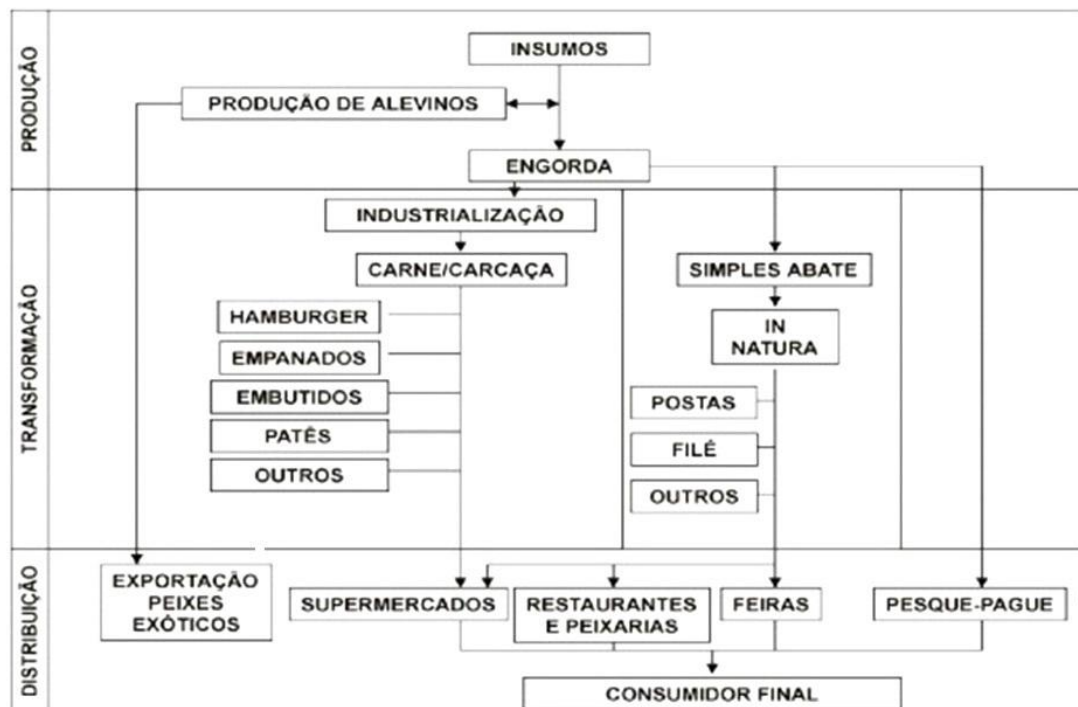 PRODUÇÃO
INSUMOS
PRODUÇÃO DE ALEVINOS
ENGORDA
TRANSFORMAÇÃO
INDUSTRIALIZAÇÃO
CARNE/CARCAÇA
HAMBURGER
EMPANADOS
EMBUTIDOS
PATÊS
OUTROS
SIMPLES ABATE
IN
NATURA
POSTAS
FILÉ
OUTROS
DISTRIBUIÇÃO
EXPORTAÇÃO
PEIXES
EXÓTICOS
SUPERMERCADOS
RESTAURANTES
E PEIXARIAS
FEIRAS
PESQUE-PAGUE
CONSUMIDOR FINAL